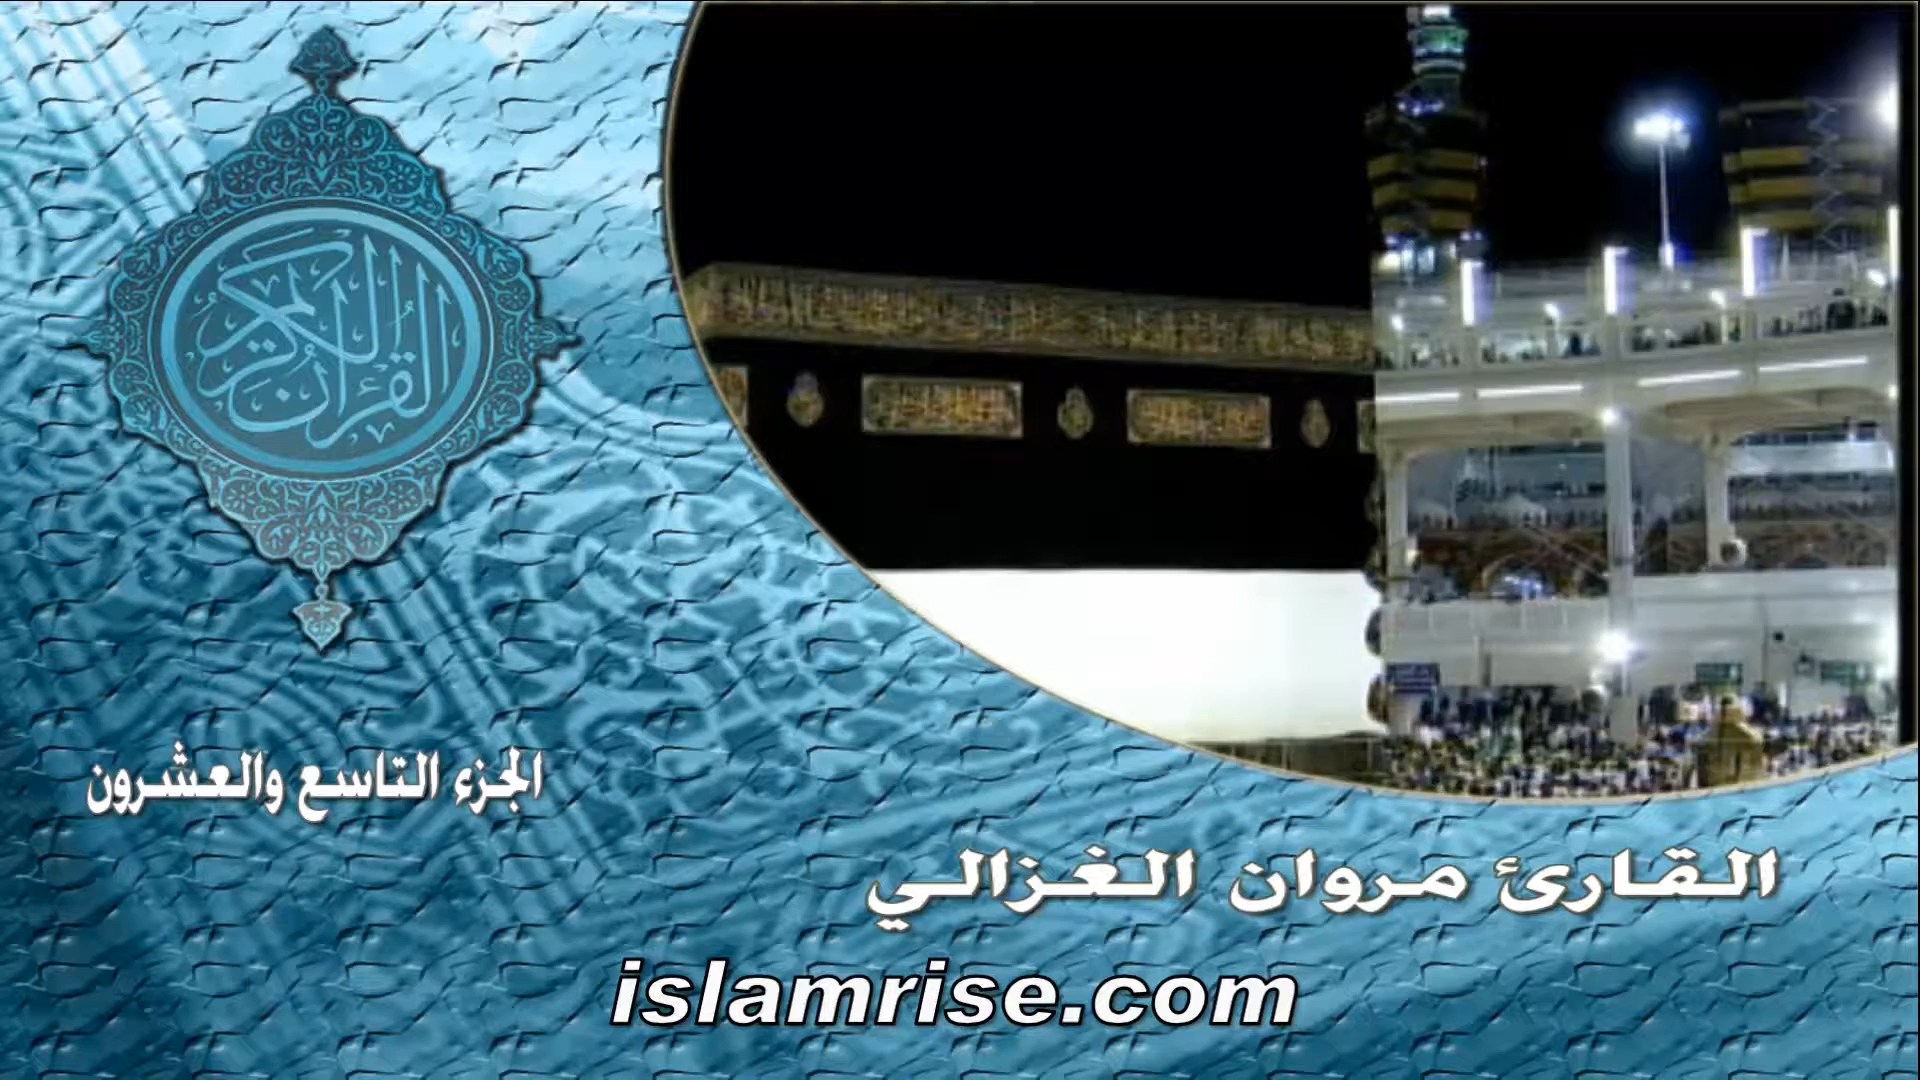 القرآن الكريم
الجزء التاسع والعشرون
القارئ مروان الغزالي
islamrise.com